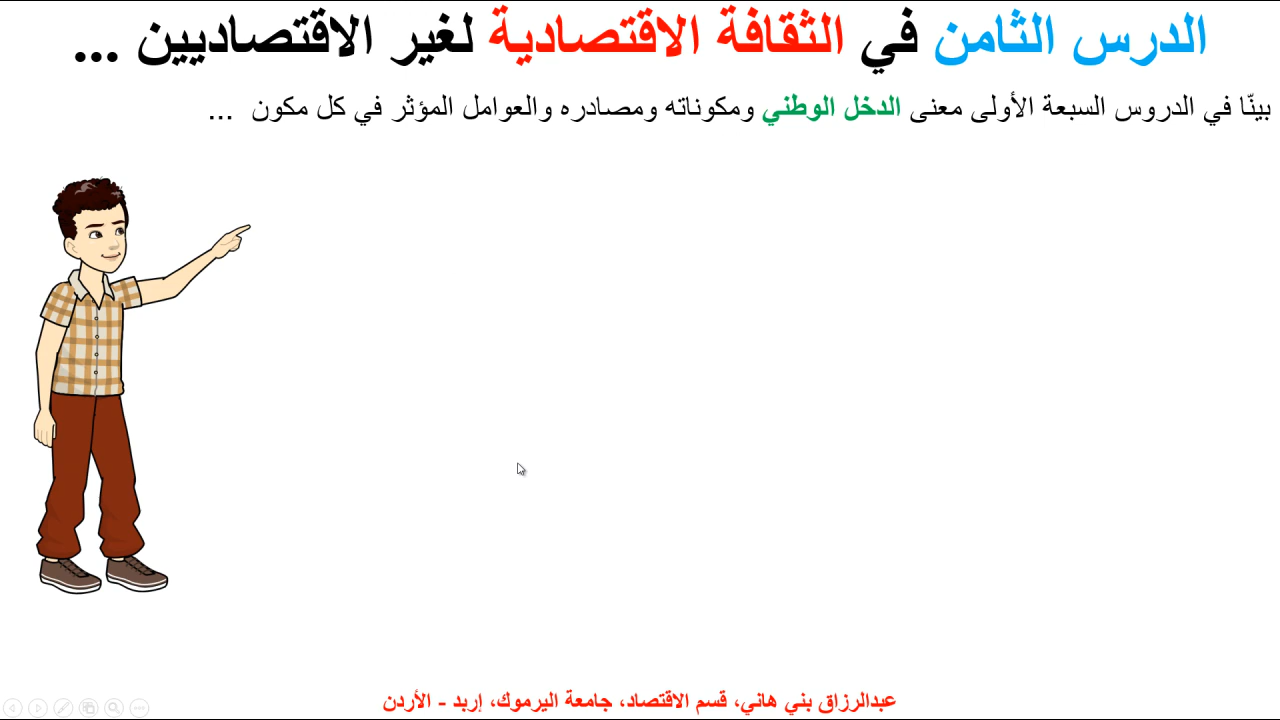 الدرس الثامن في الثقافة الاقتصادية لغير الاقتصاديين ...
بينّا في الدروس السبعة الأولى معنى الدخل الوطني ومكوناته ومصادره والعوامل المؤثر في كل مكون ...
عبدالرزاق بني هاني، قسم الاقتصاد، جامعة اليرموك، إربد - الأردن